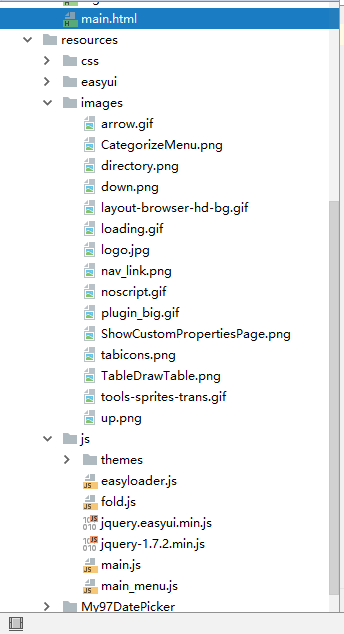 main.html
resources
css
easyui
images
arrow.gif
CategorizeMenu.png
directory.png
down.png
layout-browser-hd-bg.gif
loading.gif
logo.jpg
nav_link.png
noscript.gif
plugin_big.gif
ShowCustomPropertiesPage.png
tabicons.png
TableDrawTable.png
tools-sprites-trans.gif
up.png
js
themes
easyloader.js
fold.js
jquery.easyui.min.js
jquery-1.7.2.min.js
main.js
main_menu.js
My97DatePicker